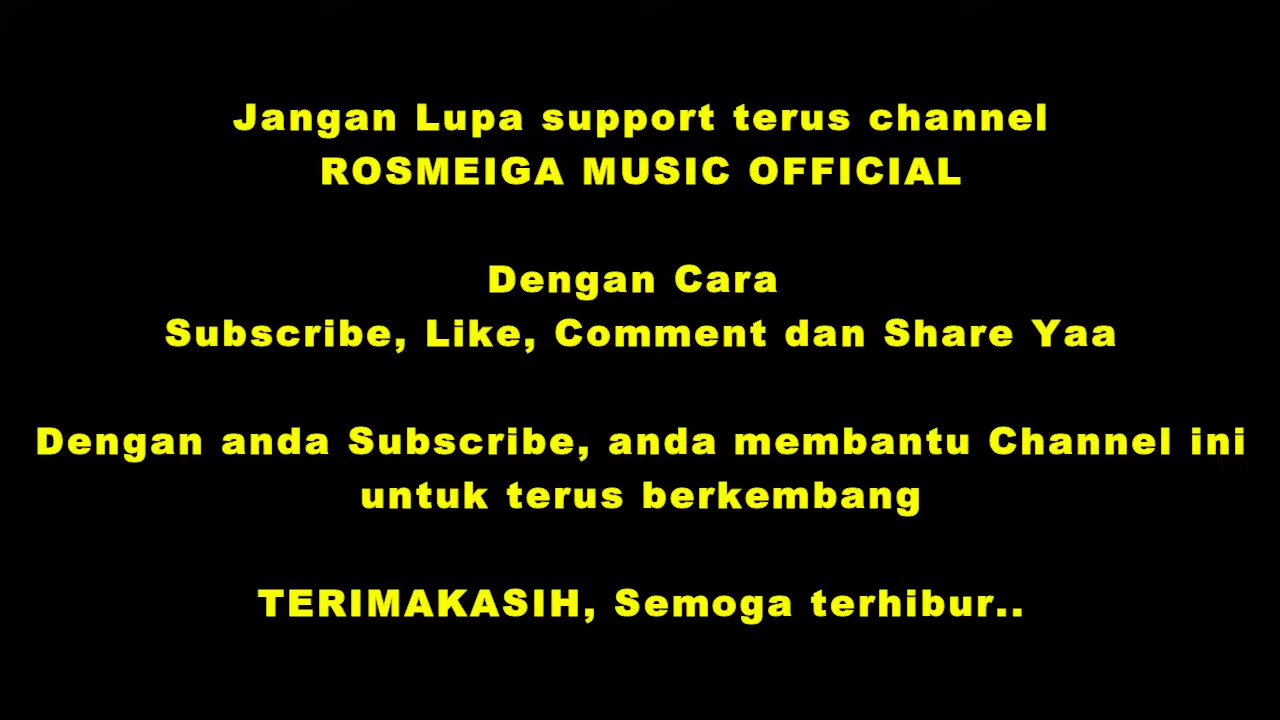 Jangan Lupa support terus channel
ROSMEIGA MUSIC OFFICIAL
Dengan Cara
Subscribe, Like, Comment dan Share Yaa
Dengan anda Subscribe, anda membantu Channel ini
untuk terus berkembang
TERIMAKASIH, Semoga terhibur..